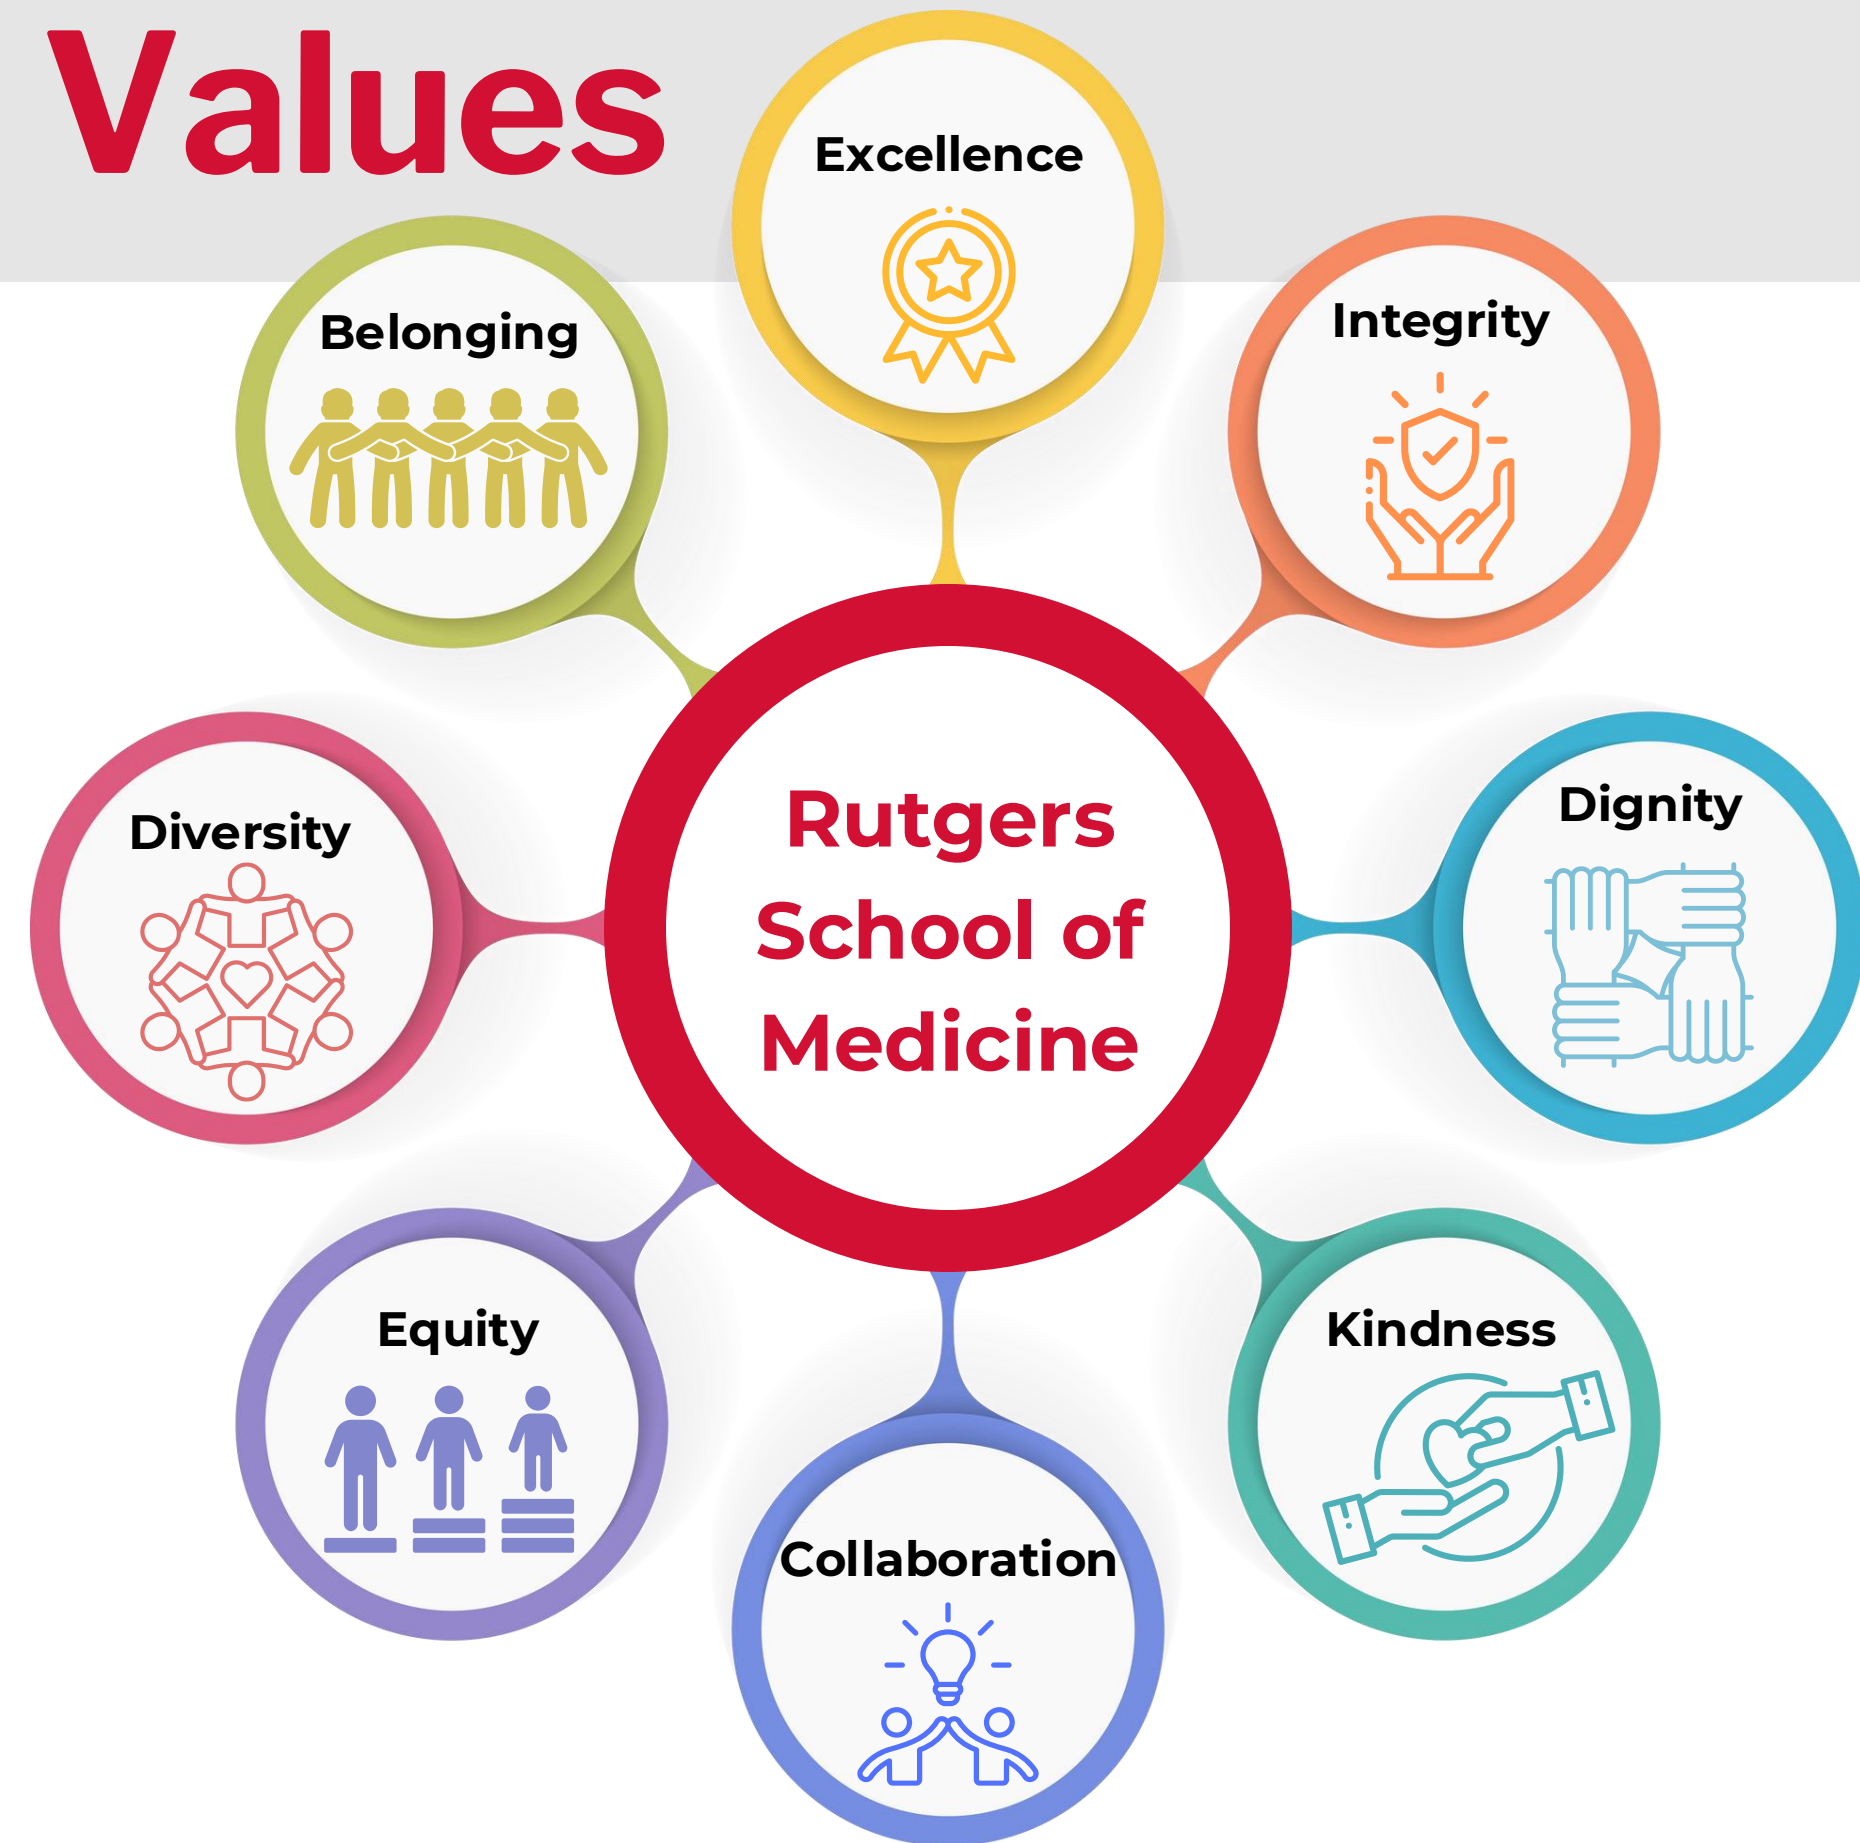 Values
Excellence
Integrity
Dignity
Kindness
Collaboration
Equity
Diversity
Belonging
Rutgers
School of
Medicine